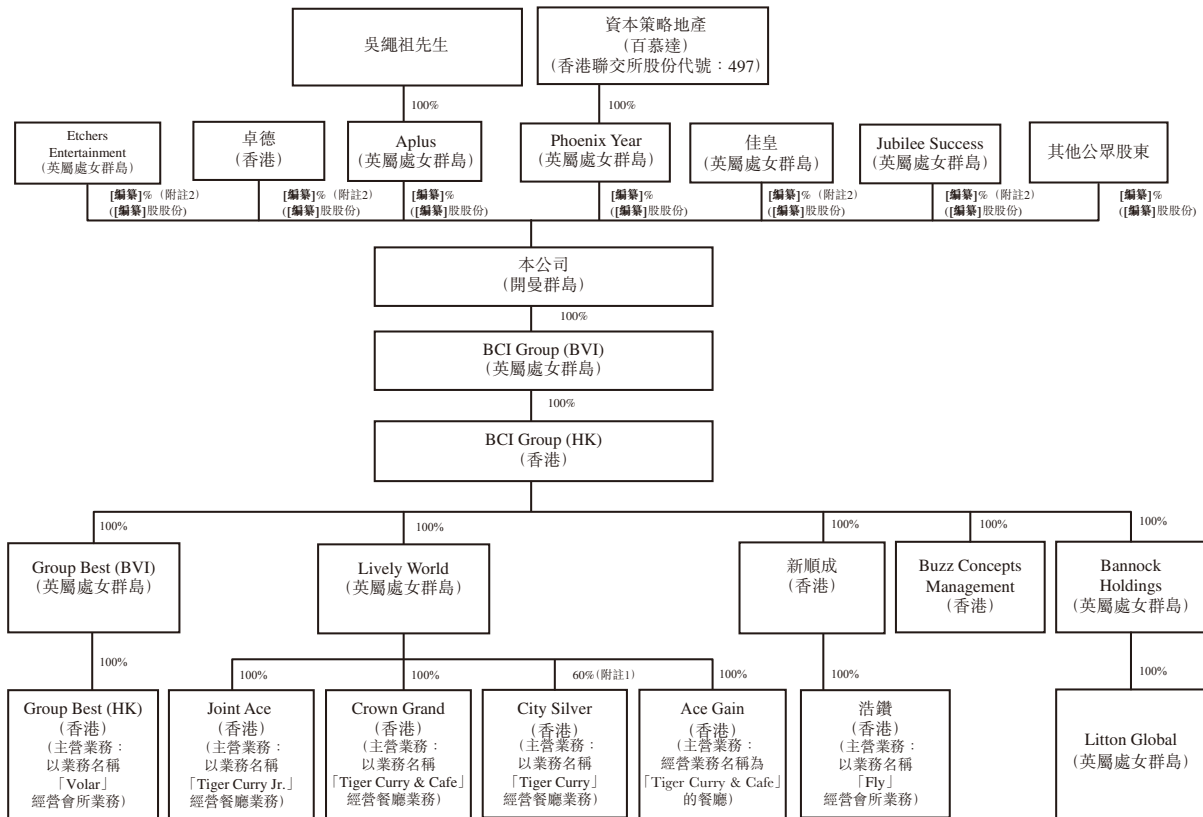 吳繩祖先生
資本策略地產
(百慕達)
(香港聯交所股份代號：497)
100%
100%
Etchers
Entertainment
(英屬處女群島)
卓德
(香港)
Aplus
(英屬處女群島)
Phoenix Year
(英屬處女群島)
佳皇
(英屬處女群島)
Jubilee Success
(英屬處女群島)
其他公眾股東
[編纂]% (附註2)
([編纂]股股份)
[編纂]% (附註2)
([編纂]股股份)
[編纂]%
([編纂]股股份)
[編纂]%
([編纂]股股份)
[編纂]% (附註2)
([編纂]股股份)
[編纂]% (附註2)
([編纂]股股份)
[編纂]%
([編纂]股股份)
本公司
(開曼群島)
100%
BCI Group (BVI)
(英屬處女群島)
100%
BCI Group (HK)
(香港)
100%
100%
100%
100%
100%
Group Best (BVI)
(英屬處女群島)
Lively World
(英屬處女群島)
新順成
(香港)
Buzz Concepts
Management
(香港)
Bannock
Holdings
(英屬處女群島)
100%
100%
100%
60%(附註1)
100%
100%
100%
Group Best (HK)
(香港)
(主營業務：
以業務名稱
「Volar」
經營會所業務)
Joint Ace
(香港)
(主營業務：
以業務名稱
「Tiger Curry Jr.」
經營餐廳業務)
Crown Grand
(香港)
(主營業務：
以業務名稱
「Tiger Curry & Cafe」
經營餐廳業務)
City Silver
(香港)
(主營業務：
以業務名稱
「Tiger Curry」
經營餐廳業務)
Ace Gain
(香港)
(主營業務：
經營業務名稱為
「Tiger Curry & Cafe」
的餐廳)
浩鑽
(香港)
(主營業務：
以業務名稱
「Fly」
經營會所業務)
Litton Global
(英屬處女群島)